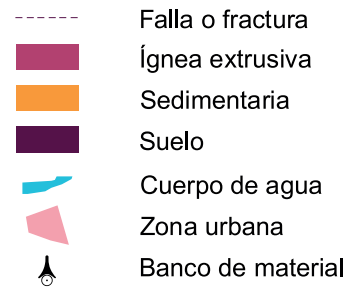 Falla o fractura
Ígnea extrusiva
Sedimentaria
Suelo
Cuerpo de agua
Zona urbana
Banco de material